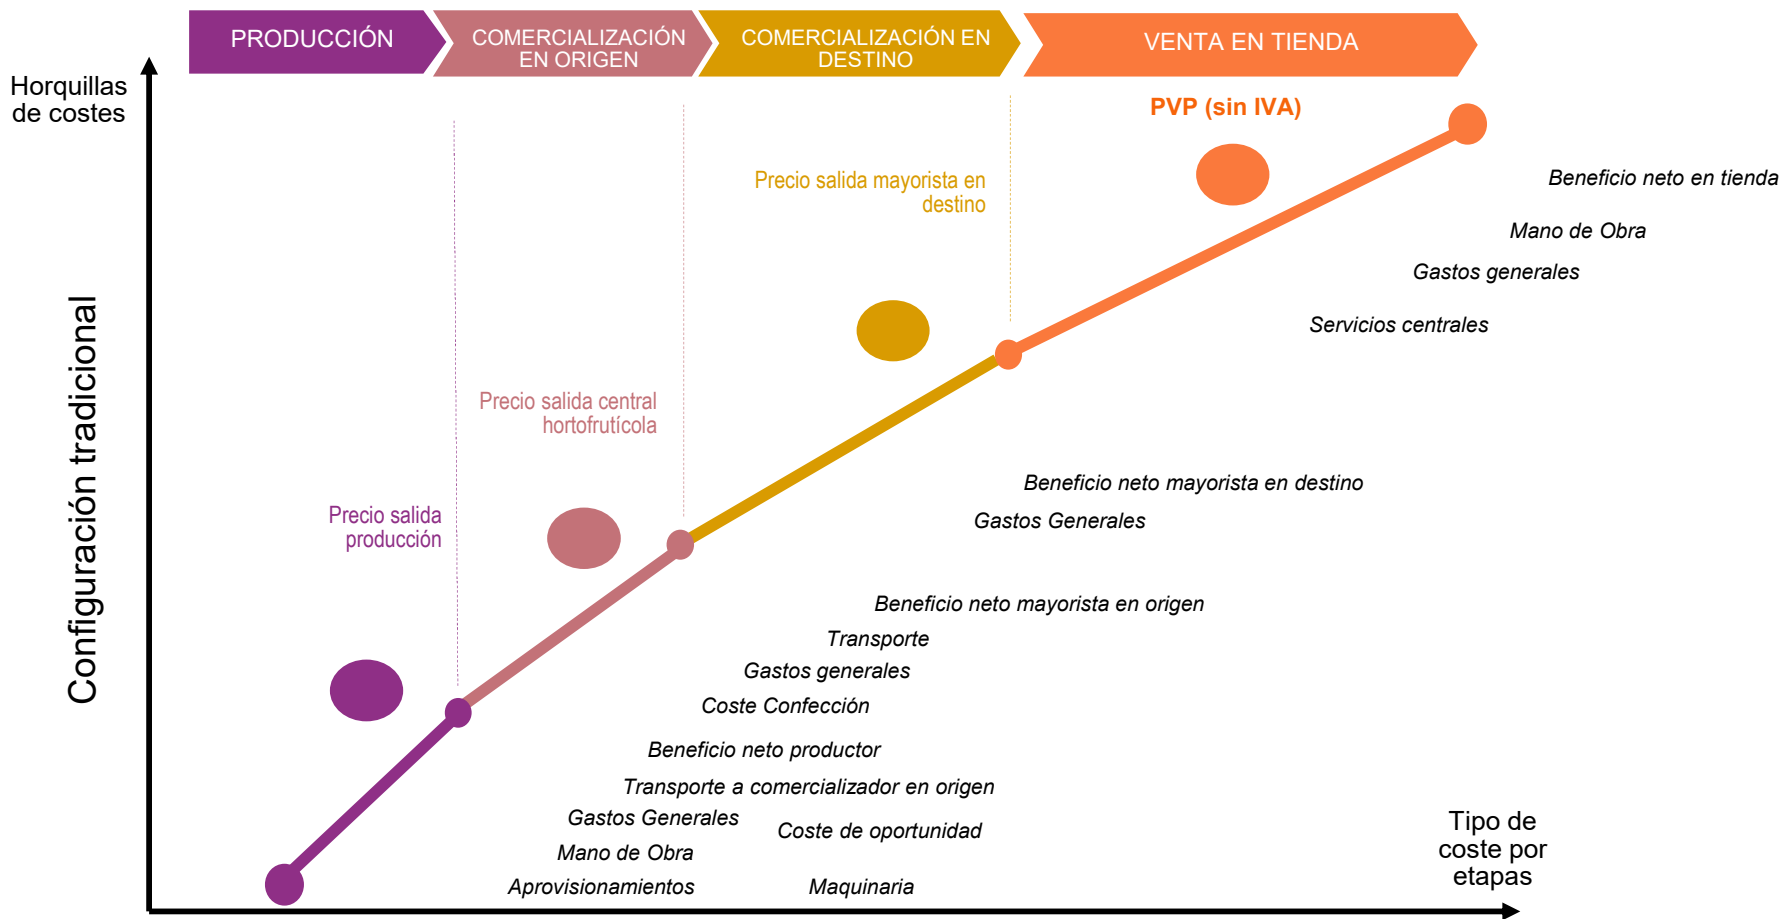 PRODUCCIÓN
COMERCIALIZACIÓN
EN ORIGEN
COMERCIALIZACIÓN EN
DESTINO
VENTA EN TIENDA
Horquillas
de costes
PVP (sin IVA)
Precio salida mayorista en
destino
Beneficio neto en tienda
Mano de Obra
Gastos generales
Servicios centrales
Configuración tradicional
Precio salida central
hortofrutícola
Precio salida
producción
Beneficio neto mayorista en destino
Gastos Generales
Beneficio neto mayorista en origen
Transporte
Gastos generales
Coste Confección
Beneficio neto productor
Transporte a comercializador en origen
Gastos Generales
Coste de oportunidad
Mano de Obra
Aprovisionamientos
Maquinaria
Tipo de
coste por
etapas